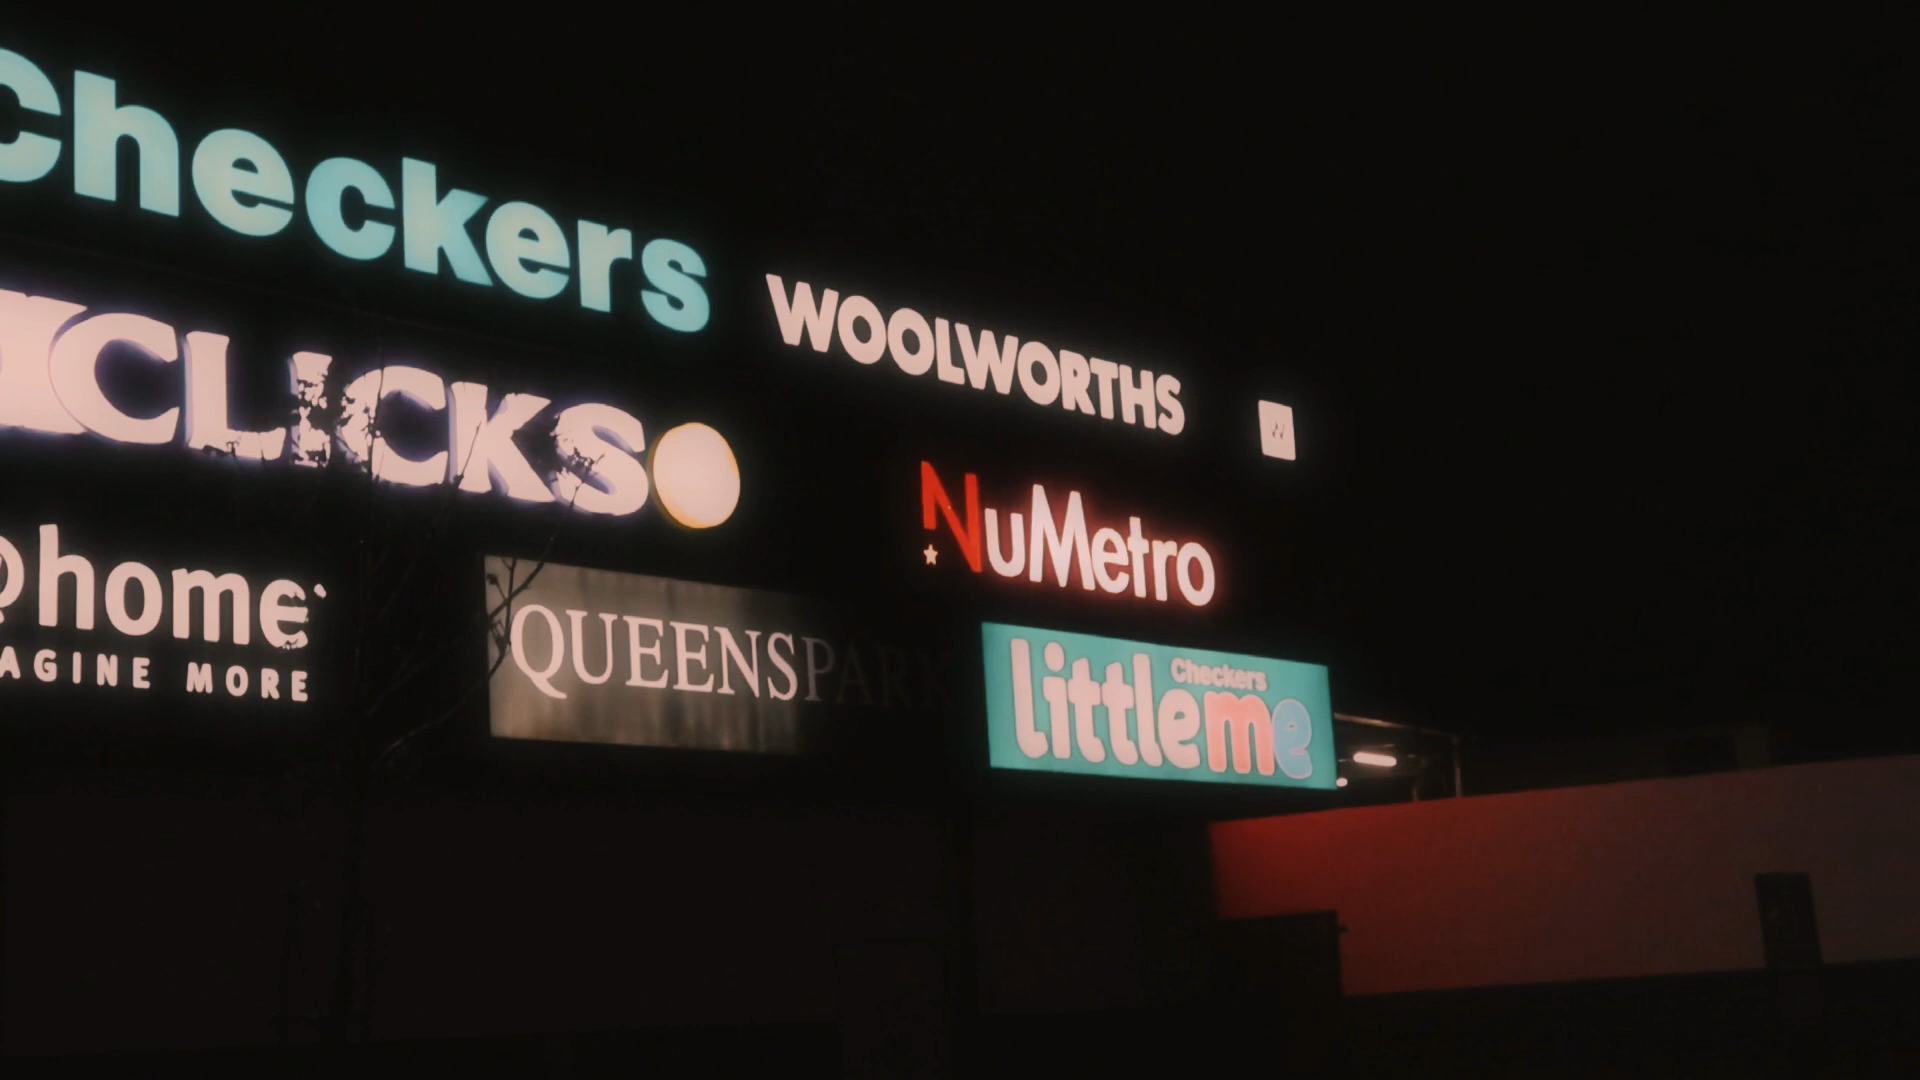 Checkers
WOOLWORTHS
W
CLICKS
NuMetro
@home
AGINE MORE
QUEENSPARK
Checkers
littleme